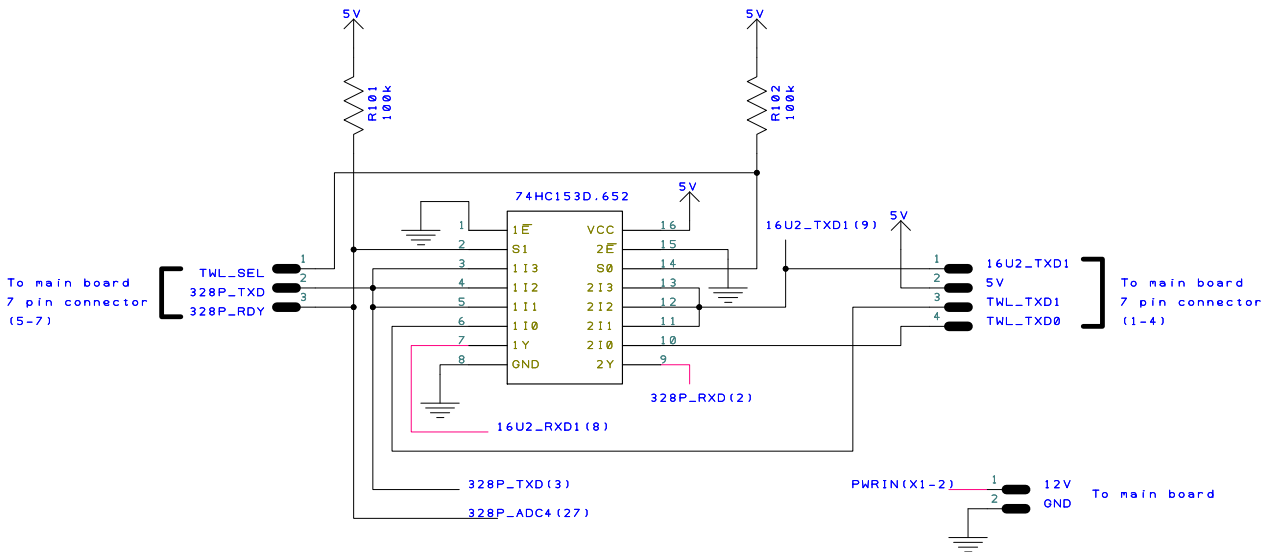 5V
5V
R101
100k
R102
100k
74HC153D.652
5V
16U2_TXD1(9)
5V
1 1E VCC 16
2 S1 2E 15
3 1I3 S0 14
4 1I2 2I3 13
5 1I1 2I2 12
6 1I0 2I1 11
7 1Y 2I0 10
8 GND 2Y 9
To main board
7 pin connector
(5-7)
TWL_SEL 1
328P_TXD 2
328P_RDY 3
1 16U2_TXD1
2 5V
3 TWL_TXD1
4 TWL_TXD0
To main board
7 pin connector
(1-4)
328P_RXD(2)
16U2_RXD1(8)
328P_TXD(3)
328P_ADC4(27)
PWRIN(X1-2)
1 12V
2 GND
To main board